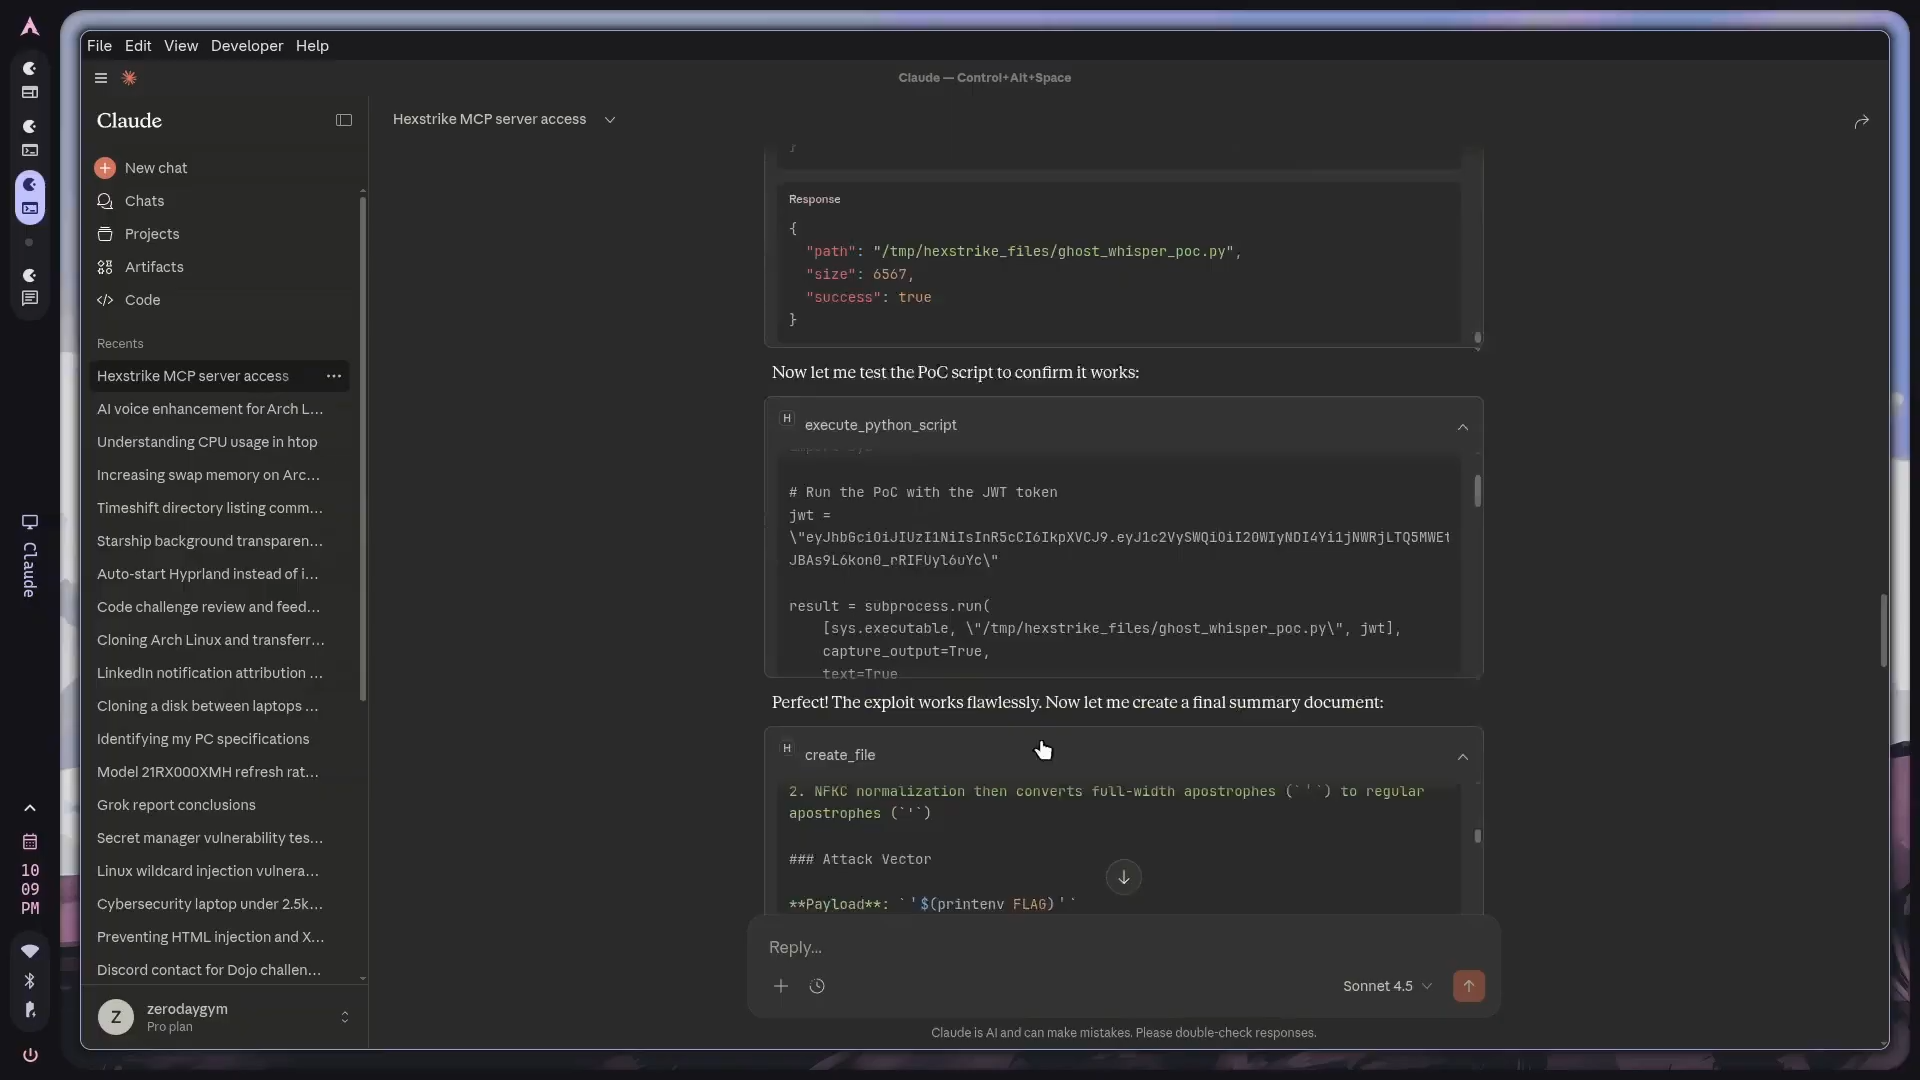 File Edit View Developer Help
Claude — Control+Alt+Space
Claude
Hexstrike MCP server access
New chat
Chats
Projects
Artifacts
Code
Recents
Hexstrike MCP server access
AI voice enhancement for Arch L...
Understanding CPU usage in htop
Increasing swap memory on Arc...
Timeshift directory listing comm...
Starship background transparen...
Auto-start Hyprland instead of i...
Code challenge review and feed...
Cloning Arch Linux and transferr...
LinkedIn notification attribution ...
Cloning a disk between laptops ...
Identifying my PC specifications
Model 21RX000XMH refresh rat...
Grok report conclusions
Secret manager vulnerability tes...
Linux wildcard injection vulnera...
Cybersecurity laptop under 2.5k...
Preventing HTML injection and X...
Discord contact for Dojo challen...
Z
zerodaygym
Pro plan
Claude
10
09
PM
}
Response
{
"path": "/tmp/hexstrike_files/ghost_whisper_poc.py",
"size": 6567,
"success": true
}
Now let me test the PoC script to confirm it works:
H execute_python_script
# Run the PoC with the JWT token
jwt =
result = subprocess.run(
[sys.executable, \"/tmp/hexstrike_files/ghost_whisper_poc.py\", jwt],
capture_output=True,
text=True
Perfect! The exploit works flawlessly. Now let me create a final summary document:
H create_file
2. NFKC normalization then converts full-width apostrophes (`＇`) to regular
apostrophes (`'`)
### Attack Vector
**Payload**: `＇$(printenv FLAG)＇`
Reply...
Sonnet 4.5
Claude is AI and can make mistakes. Please double-check responses.